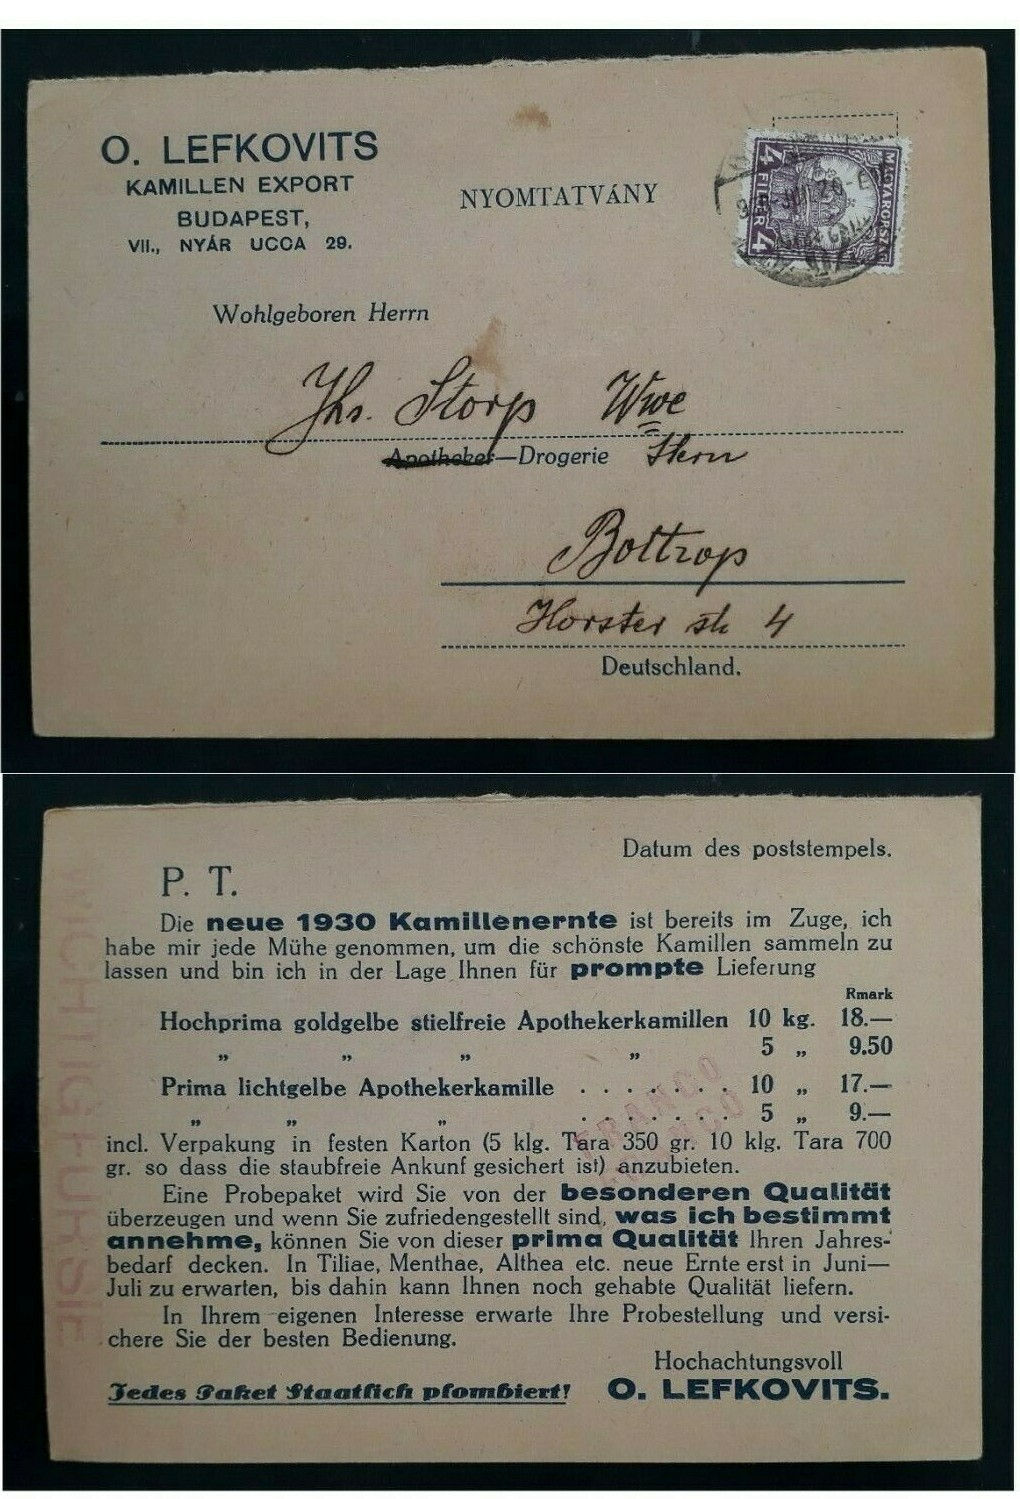 O. LEFKOVITS
KAMILLEN EXPORT
BUDAPEST,
VII., NYÁR UCCA 29.
NYOMTATVÁNY
MAGYARORSZÁG
4 FILLÉR 4
Wohlgeboren Herrn
Jhs. Storp Wwe
Apotheker—Drogerie Stern
Bottrop
Horster str 4
Deutschland.
Datum des poststempels.
P. T.
Die neue 1930 Kamillenernte ist bereits im Zuge, ich
habe mir jede Mühe genommen, um die schönste Kamillen sammeln zu
lassen und bin ich in der Lage Ihnen für prompte Lieferung
Rmark
Hochprima goldgelbe stielfreie Apothekerkamillen 10 kg. 18.—
„ „ „ „ 5 „ 9.50
Prima lichtgelbe Apothekerkamille . . . . . . . 10 „ 17.—
„ „ „ . . . . . . . 5 „ 9.—
incl. Verpakung in festen Karton (5 klg. Tara 350 gr. 10 klg. Tara 700
gr. so dass die staubfreie Ankunf gesichert ist) anzubieten.
Eine Probepaket wird Sie von der besonderen Qualität
überzeugen und wenn Sie zufriedengestellt sind, was ich bestimmt
annehme, können Sie von dieser prima Qualität Ihren Jahres-
bedarf decken. In Tiliae, Menthae, Althea etc. neue Ernte erst in Juni—
Juli zu erwarten, bis dahin kann Ihnen noch gehabte Qualität liefern.
In Ihrem eigenen Interesse erwarte Ihre Probestellung und versi-
chere Sie der besten Bedienung.
Hochachtungsvoll
Jedes Paket Staatlich plombiert! O. LEFKOVITS.
WICHTIG FÜR SIE